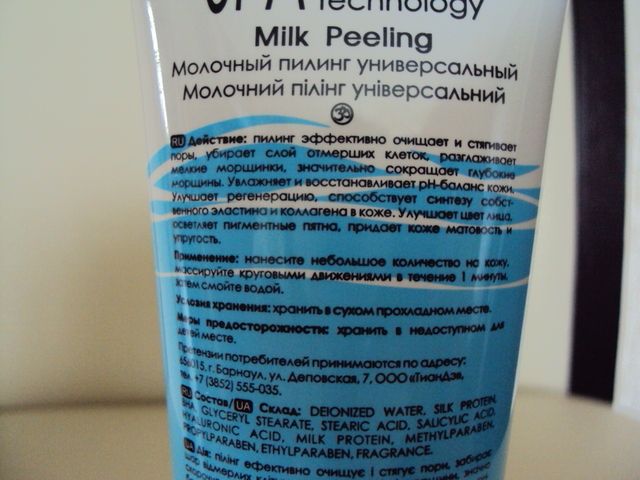 SPA Technology
Milk Peeling
Молочный пилинг универсальный
Молочний пілінг універсальний
RU Действие: пилинг эффективно очищает и стягивает
поры, убирает слой отмерших клеток, разглаживает
мелкие морщинки, значительно сокращает глубокие
морщины. Увлажняет и восстанавливает pH-баланс кожи.
Улучшает регенерацию, способствует синтезу собст-
венного эластина и коллагена в коже. Улучшает цвет лица,
осветляет пигментные пятна, придает коже матовость и
упругость.
Применение: нанесите небольшое количество на кожу,
массируйте круговыми движениями в течение 1 минуты,
затем смойте водой.
Условия хранения: хранить в сухом прохладном месте.
Меры предосторожности: хранить в недоступном для
детей месте.
Претензии потребителей принимаются по адресу:
656015, г. Барнаул, ул. Деповская, 7, ООО «ТианДэ»,
тел. +7 (3852) 555-035.
RU Состав/ UA Склад: DEIONIZED WATER, SILK PROTEIN,
BHA, GLYCERYL STEARATE, STEARIC ACID, SALICYLIC ACID,
HYALURONIC ACID, MILK PROTEIN, METHYLPARABEN,
PROPYLPARABEN, ETHYLPARABEN, FRAGRANCE.
UA Дія: пілінг ефективно очищує і стягує пори, забирає
шар відмерлих